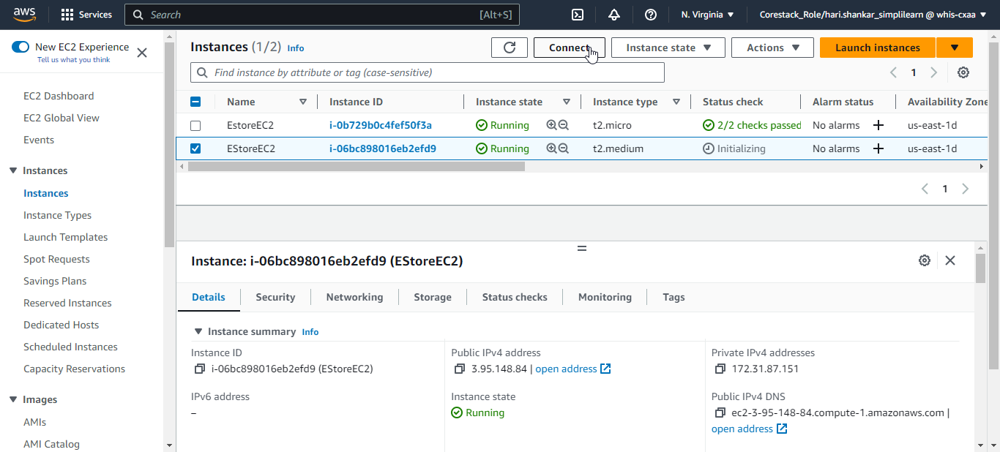 aws Services Search [Alt+S] N. Virginia Corestack_Role/hari.shankar_simplilearn @ whis-cxaa
New EC2 Experience
Tell us what you think
EC2 Dashboard
EC2 Global View
Events
Instances
Instances
Instance Types
Launch Templates
Spot Requests
Savings Plans
Reserved Instances
Dedicated Hosts
Scheduled Instances
Capacity Reservations
Images
AMIs
AMI Catalog
Instances (1/2) Info Connect Instance state Actions Launch instances
Find instance by attribute or tag (case-sensitive) 1
Name Instance ID Instance state Instance type Status check Alarm status Availability Zone
EstoreEC2 i-0b729b0c4fef50f3a Running t2.micro 2/2 checks passed No alarms us-east-1d
EStoreEC2 i-06bc898016eb2efd9 Running t2.medium Initializing No alarms us-east-1d
1
Instance: i-06bc898016eb2efd9 (EStoreEC2)
Details Security Networking Storage Status checks Monitoring Tags
Instance summary Info
Instance ID
i-06bc898016eb2efd9 (EStoreEC2)
IPv6 address
–
Public IPv4 address
3.95.148.84 | open address
Instance state
Running
Private IPv4 addresses
172.31.87.151
Public IPv4 DNS
ec2-3-95-148-84.compute-1.amazonaws.com |
open address